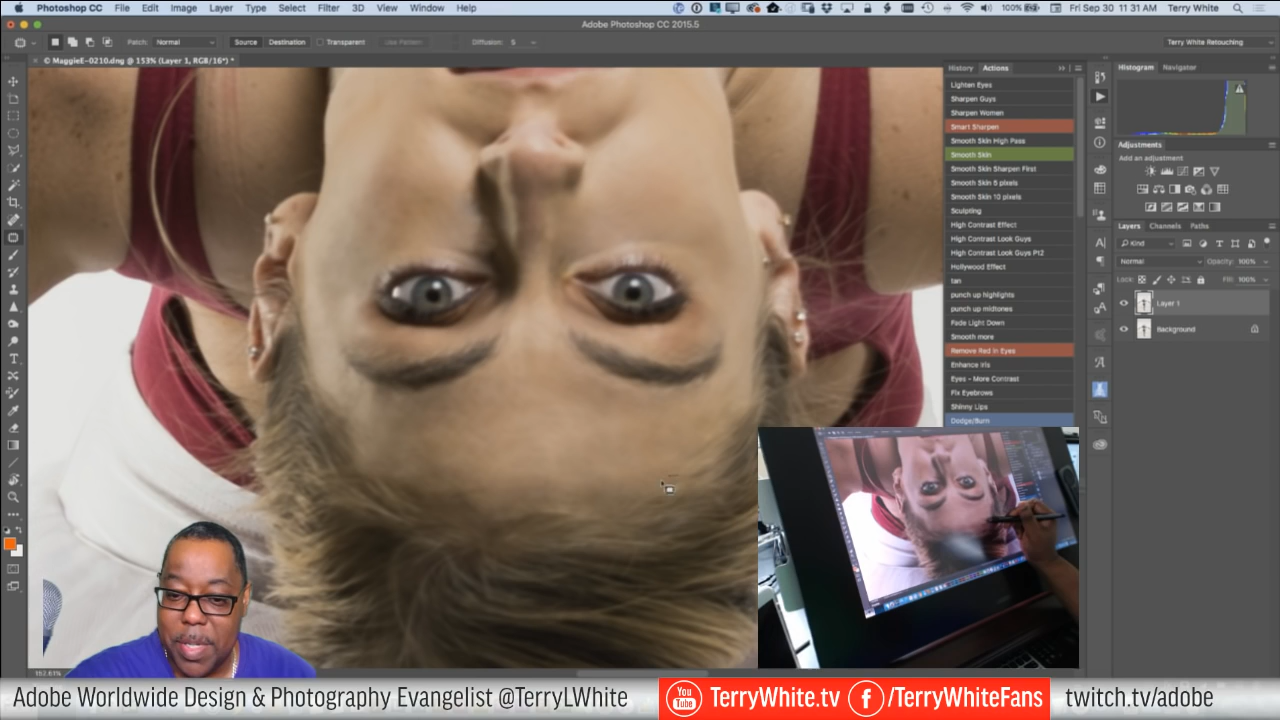 Photoshop CC File Edit Image Layer Type Select Filter 3D View Window Help 100% Fri Sep 30 11:31 AM Terry White
Adobe Photoshop CC 2015.5
Patch: Normal Source Destination Transparent Use Pattern Diffusion: 5 Terry White Retouching
© MaggieE-0210.dng @ 153% (Layer 1, RGB/16*) *
History Actions
Lighten Eyes
Sharpen Guys
Sharpen Women
Smart Sharpen
Smooth Skin High Pass
Smooth Skin
Smooth Skin Sharpen First
Smooth Skin 5 pixels
Smooth Skin 10 pixels
Sculpting
High Contrast Effect
High Contrast Look Guys
High Contrast Look Guys Pt2
Hollywood Effect
tan
punch up highlights
punch up midtones
Fade Light Down
Smooth more
Remove Red in Eyes
Enhance Iris
Eyes - More Contrast
Fix Eyebrows
Shinny Lips
Dodge/Burn
Histogram Navigator
Adjustments
Add an adjustment
Layers Channels Paths
Kind
Normal Opacity: 100%
Lock: Fill: 100%
Layer 1
Background
Adobe Worldwide Design & Photography Evangelist @TerryLWhite
You Tube TerryWhite.tv f /TerryWhiteFans twitch.tv/adobe